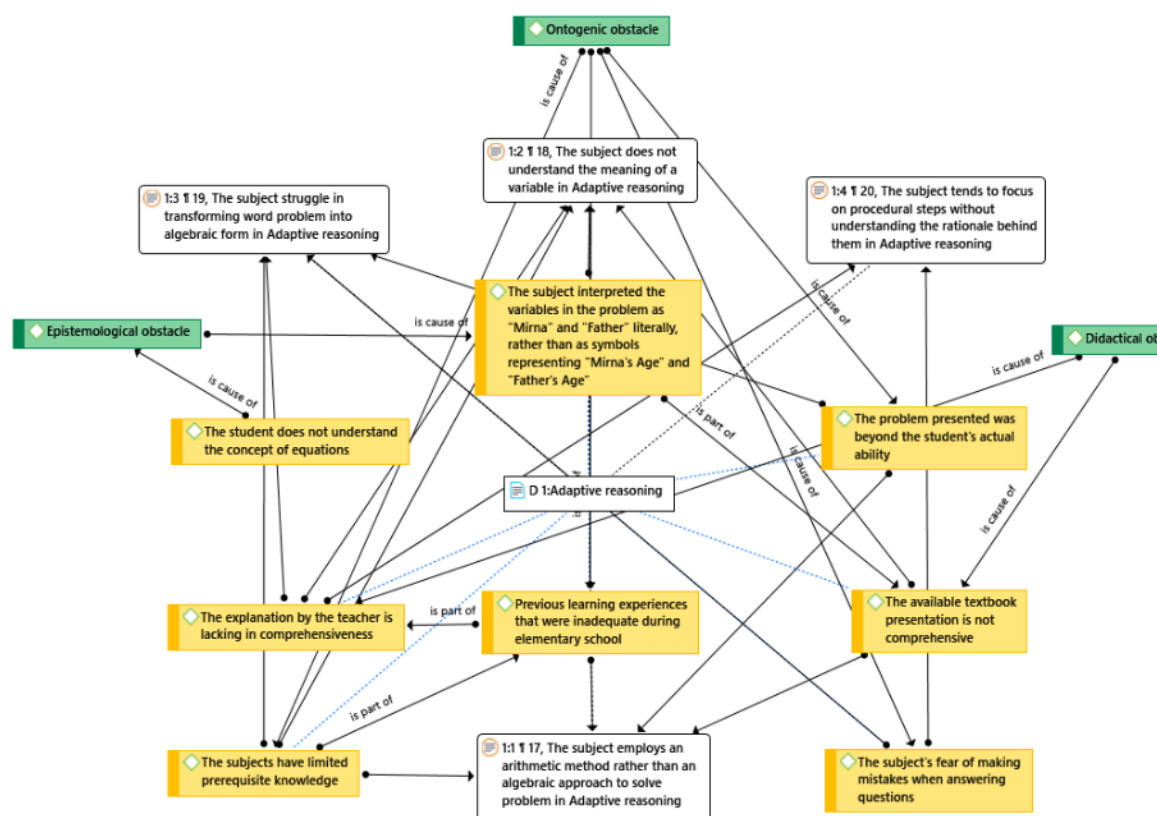 Ontogenic obstacle
is cause of
1:2 ¶ 18, The subject does not
understand the meaning of a
variable in Adaptive reasoning
1:3 ¶ 19, The subject struggle in
transforming word problem into
algebraic form in Adaptive reasoning
1:4 ¶ 20, The subject tends to focus
on procedural steps without
understanding the rationale behind
them in Adaptive reasoning
is cause of
The subject interpreted the
variables in the problem as
"Mirna" and "Father" literally,
rather than as symbols
representing "Mirna's Age" and
"Father's Age"
Epistemological obstacle
is cause of
Didactical ob
is cause of
is cause of
is part of
The problem presented was
beyond the student's actual
ability
The student does not understand
the concept of equations
is cause of
D 1:Adaptive reasoning
is cause of
The explanation by the teacher is
lacking in comprehensiveness
is part of
Previous learning experiences
that were inadequate during
elementary school
The available textbook
presentation is not
comprehensive
is part of
The subjects have limited
prerequisite knowledge
1:1 ¶ 17, The subject employs an
arithmetic method rather than an
algebraic approach to solve
problem in Adaptive reasoning
The subject's fear of making
mistakes when answering
questions